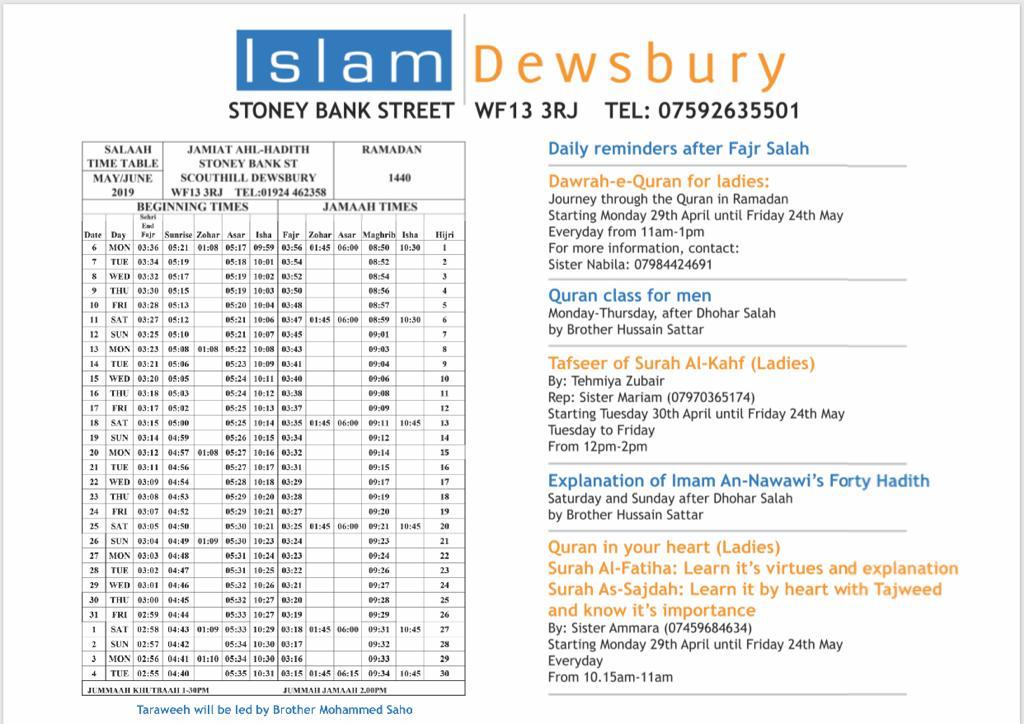 Islam Dewsbury
STONEY BANK STREET WF13 3RJ TEL: 07592635501
SALAAH TIME TABLE MAY/JUNE 2019
JAMIAT AHL-HADITH STONEY BANK ST SCOUTHILL DEWSBURY WF13 3RJ TEL:01924 462358
RAMADAN 1440
BEGINNING TIMES JAMAAH TIMES
Date Day Sehri End Fajr Sunrise Zohar Asar Isha Fajr Zohar Asar Maghrib Isha Hijri
6 MON 03:36 05:21 01:08 05:17 09:59 03:56 01:45 06:00 08:50 10:30 1
7 TUE 03:34 05:19 05:18 10:01 03:54 08:52 2
8 WED 03:32 05:17 05:19 10:02 03:52 08:54 3
9 THU 03:30 05:15 05:19 10:03 03:50 08:56 4
10 FRI 03:28 05:13 05:20 10:04 03:48 08:57 5
11 SAT 03:27 05:12 05:21 10:06 03:47 01:45 06:00 08:59 10:30 6
12 SUN 03:25 05:10 05:21 10:07 03:45 09:01 7
13 MON 03:23 05:08 01:08 05:22 10:08 03:43 09:03 8
14 TUE 03:21 05:06 05:23 10:09 03:41 09:04 9
15 WED 03:20 05:05 05:24 10:11 03:40 09:06 10
16 THU 03:18 05:03 05:24 10:12 03:38 09:08 11
17 FRI 03:17 05:02 05:25 10:13 03:37 09:09 12
18 SAT 03:15 05:00 05:25 10:14 03:35 01:45 06:00 09:11 10:45 13
19 SUN 03:14 04:59 05:26 10:15 03:34 09:12 14
20 MON 03:12 04:57 01:08 05:27 10:16 03:32 09:14 15
21 TUE 03:11 04:56 05:27 10:17 03:31 09:15 16
22 WED 03:09 04:54 05:28 10:18 03:29 09:17 17
23 THU 03:08 04:53 05:29 10:20 03:28 09:19 18
24 FRI 03:07 04:52 05:29 10:21 03:27 09:20 19
25 SAT 03:05 04:50 05:30 10:21 03:25 01:45 06:00 09:21 10:45 20
26 SUN 03:04 04:49 01:09 05:30 10:23 03:24 09:23 21
27 MON 03:03 04:48 05:31 10:24 03:23 09:24 22
28 TUE 03:02 04:47 05:31 10:25 03:22 09:26 23
29 WED 03:01 04:46 05:32 10:26 03:21 09:27 24
30 THU 03:00 04:45 05:32 10:27 03:20 09:28 25
31 FRI 02:59 04:44 05:33 10:27 03:19 09:29 26
1 SAT 02:58 04:43 01:09 05:33 10:29 03:18 01:45 06:00 09:31 10:45 27
2 SUN 02:57 04:42 05:34 10:30 03:17 09:32 28
3 MON 02:56 04:41 01:10 05:34 10:30 03:16 09:33 29
4 TUE 02:55 04:40 05:35 10:31 03:15 01:45 06:15 09:34 10:45 30
JUMMAAH KHUTBAAH 1-30PM JUMMAH JAMAAH 2.00PM
Taraweeh will be led by Brother Mohammed Saho
Daily reminders after Fajr Salah
Dawrah-e-Quran for ladies:
Journey through the Quran in Ramadan
Starting Monday 29th April until Friday 24th May
Everyday from 11am-1pm
For more information, contact:
Sister Nabila: 07984424691
Quran class for men
Monday-Thursday, after Dhohar Salah
by Brother Hussain Sattar
Tafseer of Surah Al-Kahf (Ladies)
By: Tehmiya Zubair
Rep: Sister Mariam (07970365174)
Starting Tuesday 30th April until Friday 24th May
Tuesday to Friday
From 12pm-2pm
Explanation of Imam An-Nawawi's Forty Hadith
Saturday and Sunday after Dhohar Salah
by Brother Hussain Sattar
Quran in your heart (Ladies)
Surah Al-Fatiha: Learn it's virtues and explanation
Surah As-Sajdah: Learn it by heart with Tajweed
and know it's importance
By: Sister Ammara (07459684634)
Starting Monday 29th April until Friday 24th May
Everyday
From 10.15am-11am